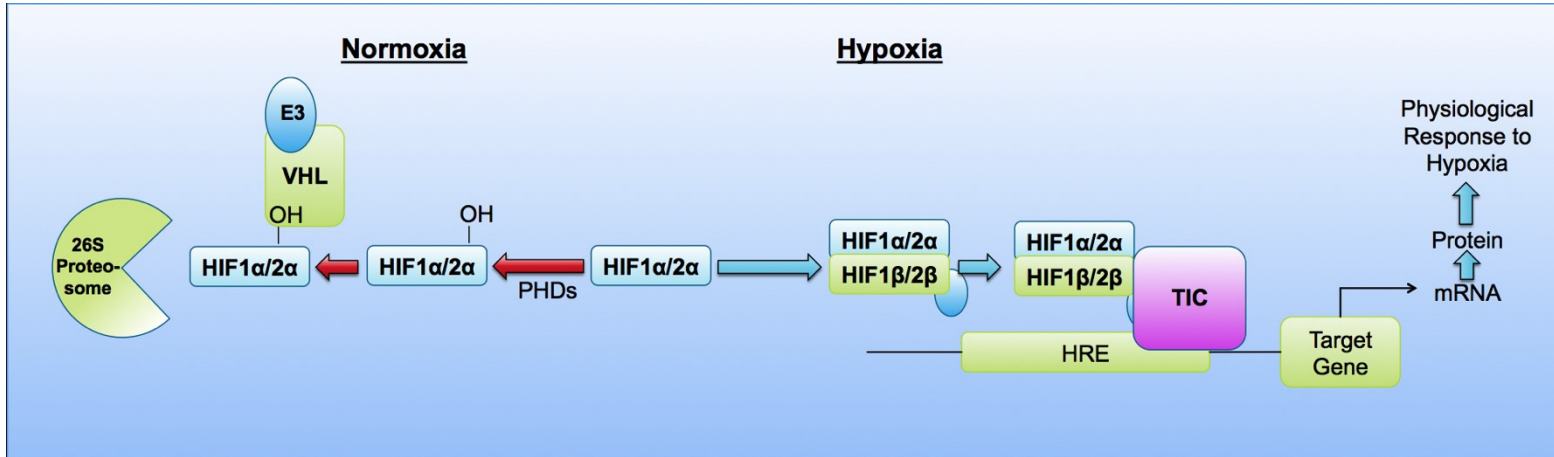 Normoxia
E3
VHL
OH
26S
Proteo-
some
HIF1α/2α
OH
HIF1α/2α
PHDs
HIF1α/2α
Hypoxia
HIF1α/2α
HIF1β/2β
HIF1α/2α
HIF1β/2β
TIC
HRE
Target
Gene
mRNA
Protein
Physiological
Response to
Hypoxia